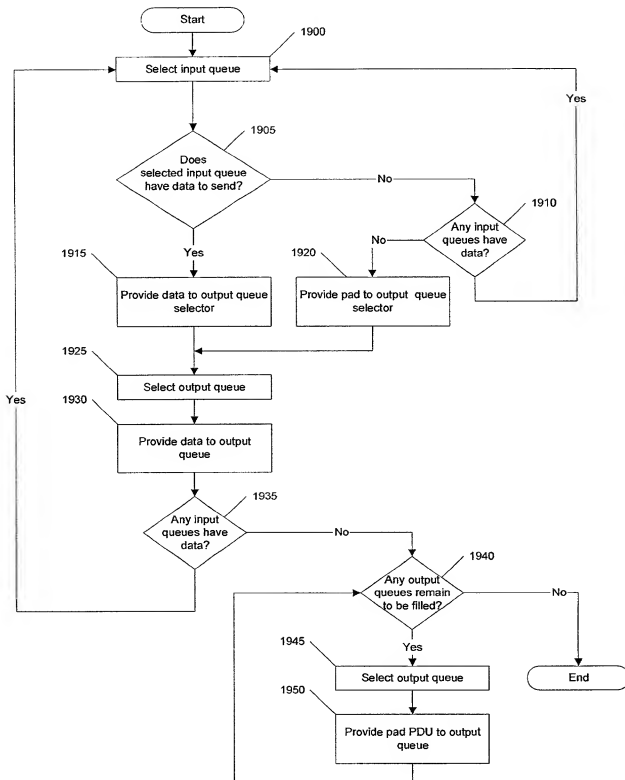 Start
1900
Select input queue
Yes
1905
Does
selected input queue
have data to send?
No
1910
Any input
queues have
data?
No
Yes
1915
1920
Provide data to output queue
selector
Provide pad to output queue
selector
1925
Select output queue
Yes
1930
Provide data to output
queue
1935
Any input
queues have
data?
No
1940
Any output
queues remain
to be filled?
No
Yes
1945
Select output queue
End
1950
Provide pad PDU to output
queue